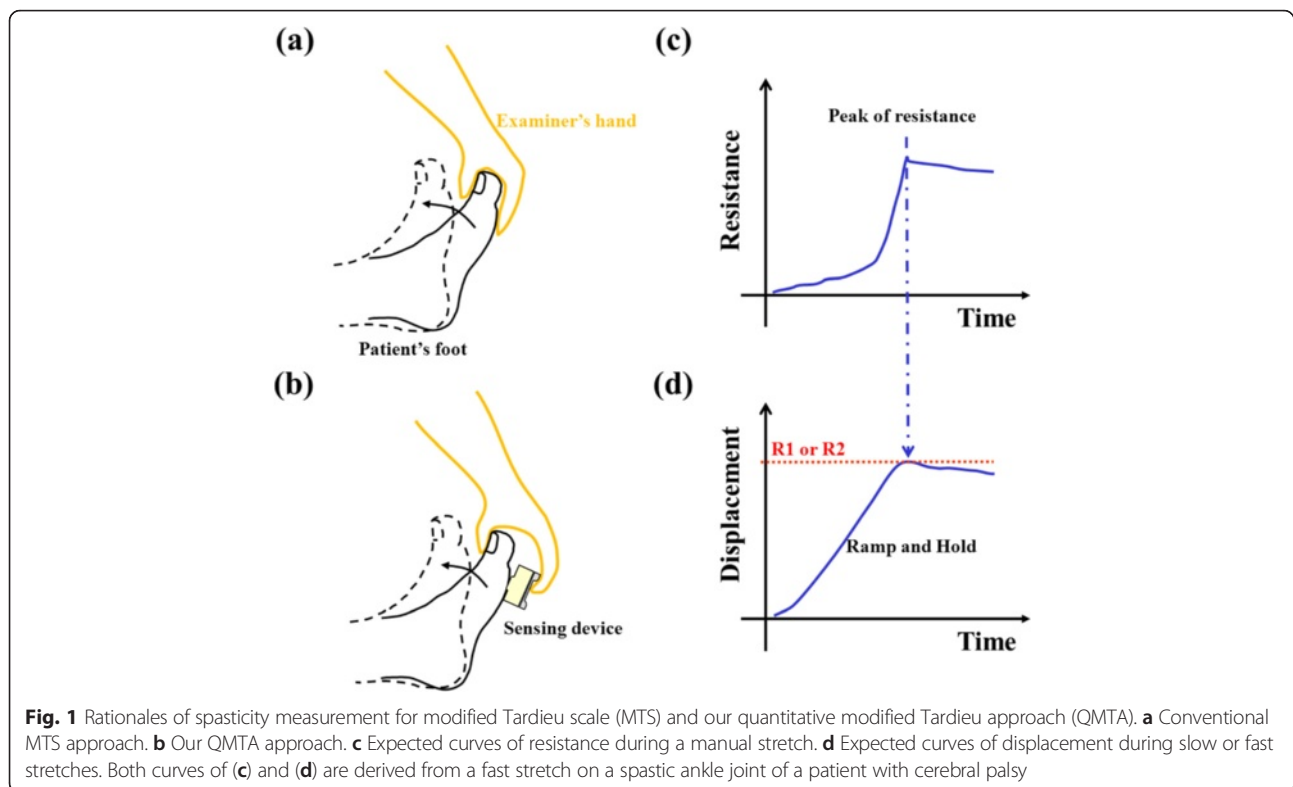 (a)
Examiner's hand
Patient's foot
(b)
Sensing device
(c)
Peak of resistance
Resistance
Time
(d)
R1 or R2
Displacement
Ramp and Hold
Time
Fig. 1 Rationales of spasticity measurement for modified Tardieu scale (MTS) and our quantitative modified Tardieu approach (QMTA). a Conventional
MTS approach. b Our QMTA approach. c Expected curves of resistance during a manual stretch. d Expected curves of displacement during slow or fast
stretches. Both curves of (c) and (d) are derived from a fast stretch on a spastic ankle joint of a patient with cerebral palsy